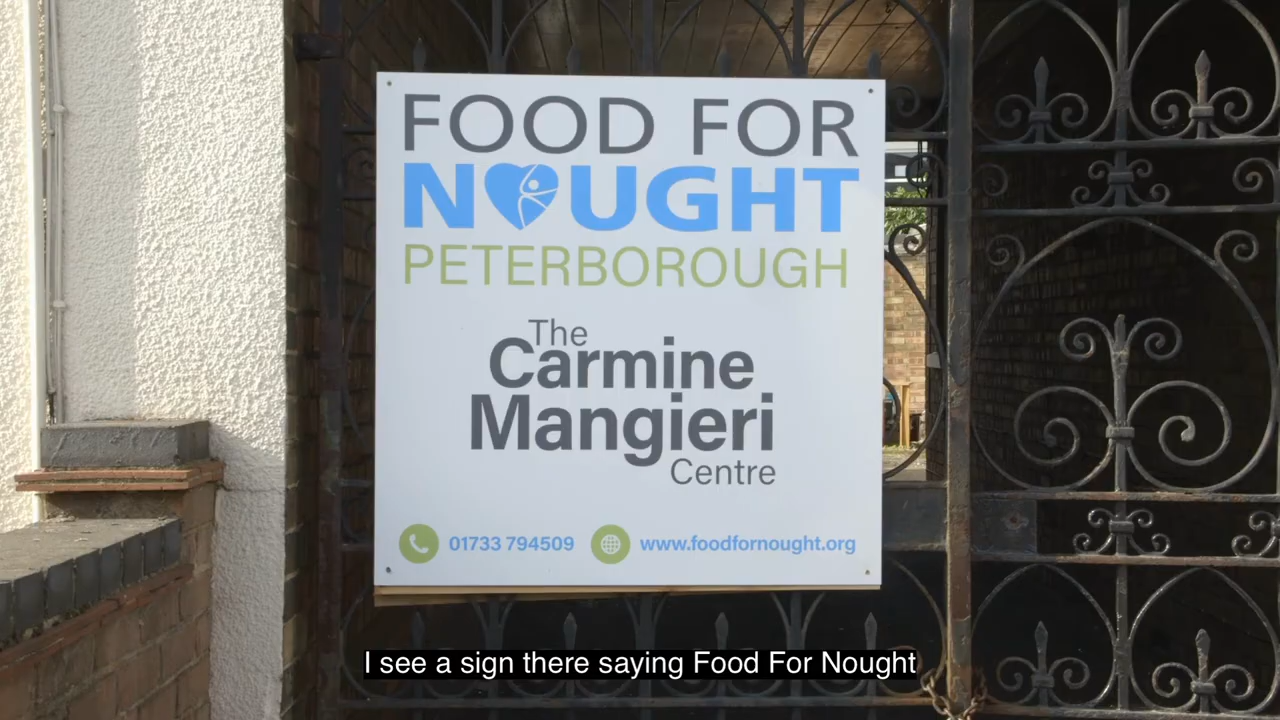 FOOD FOR
NOUGHT
PETERBOROUGH
The
Carmine
Mangieri
Centre
01733 794509 www.foodfornought.org
I see a sign there saying Food For Nought